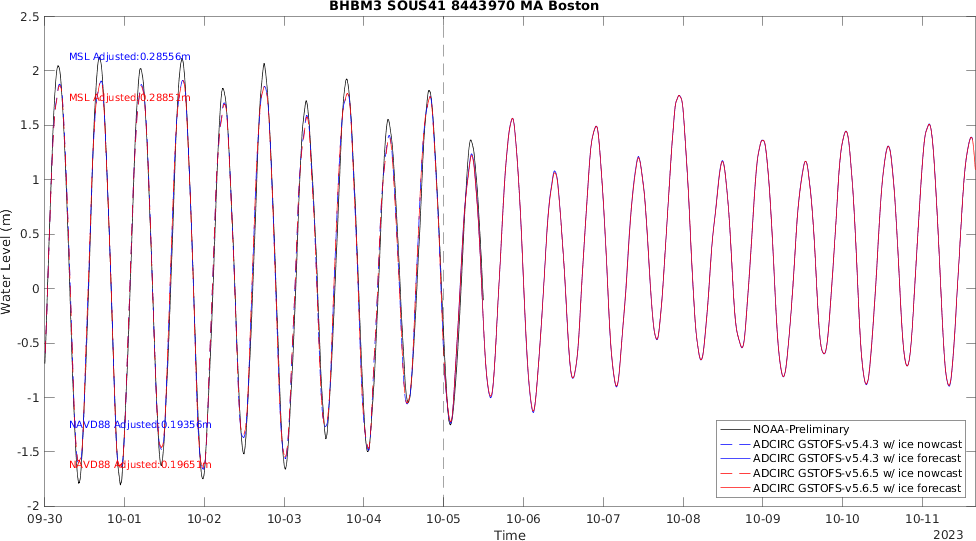 BHBM3 SOUS41 8443970 MA Boston
2.5
2
1.5
1
0.5
0
-0.5
-1
-1.5
-2
Water Level (m)
MSL Adjusted:0.28556m
MSL Adjusted:0.28851m
NAVD88 Adjusted:0.19356m
NAVD88 Adjusted:0.19651m
NOAA-Preliminary
ADCIRC GSTOFS-v5.4.3 w/ ice nowcast
ADCIRC GSTOFS-v5.4.3 w/ ice forecast
ADCIRC GSTOFS-v5.6.5 w/ ice nowcast
ADCIRC GSTOFS-v5.6.5 w/ ice forecast
09-30 10-01 10-02 10-03 10-04 10-05 10-06 10-07 10-08 10-09 10-10 10-11
Time
2023